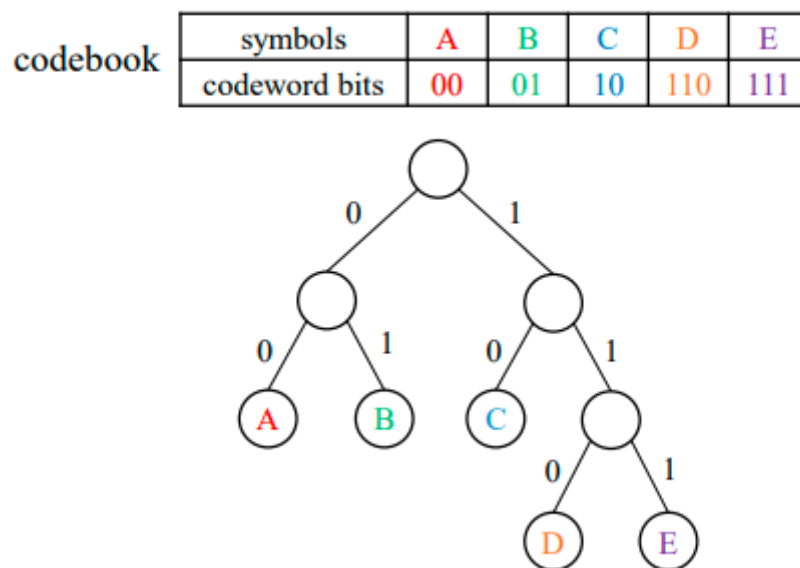 codebook
symbols A B C D E
codeword bits 00 01 10 110 111
0 1
0 1 0 1
A B C
0 1
D E